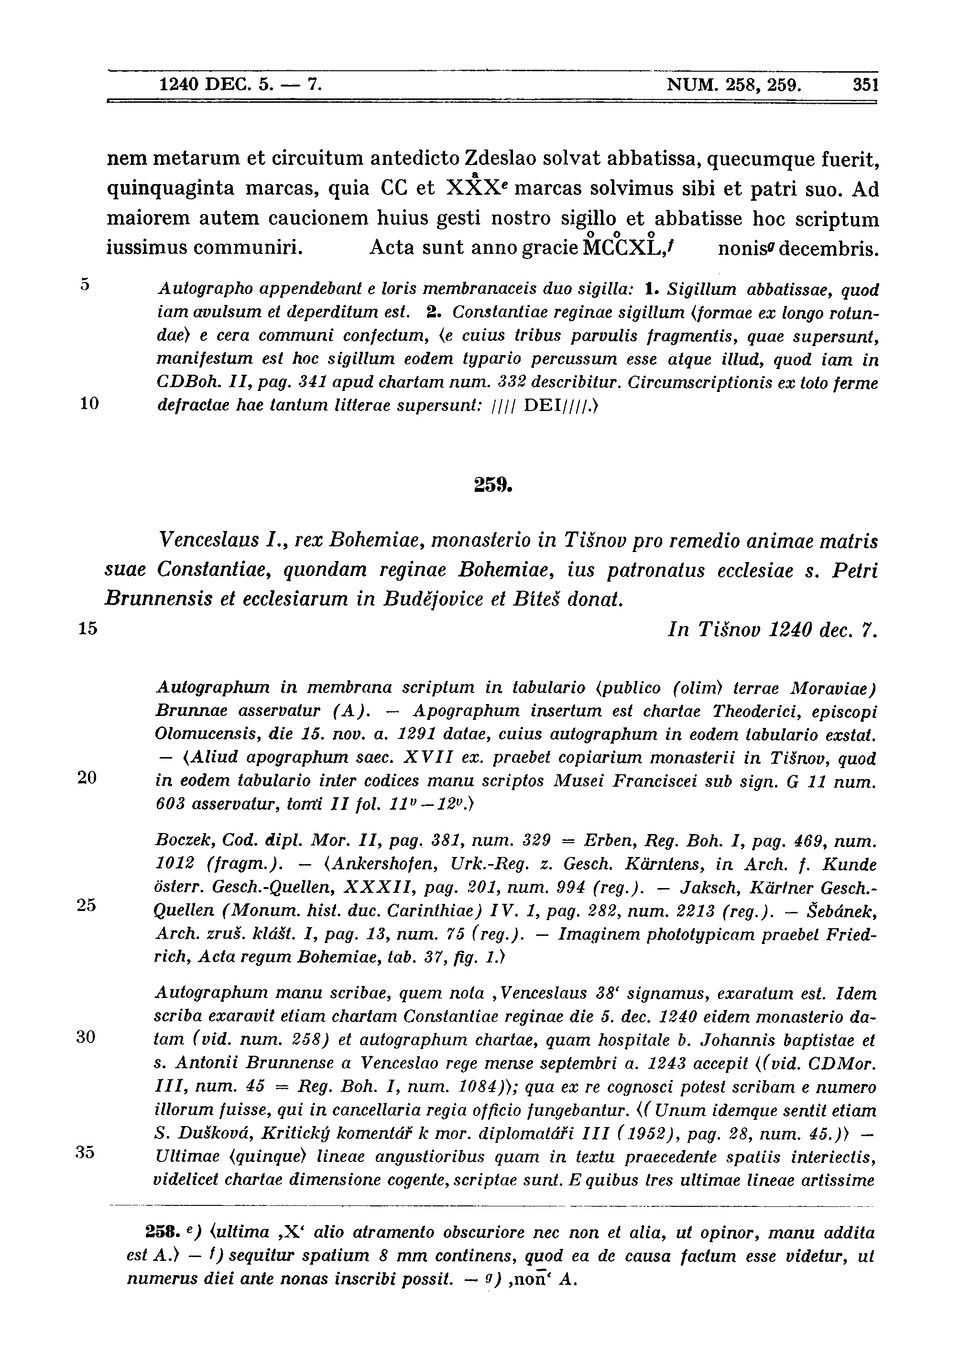 1240 DEC. 5. — 7. NUM. 258, 259. 351
nem metarum et circuitum antedicto Zdeslao solvat abbatissa, quecumque fuerit,
quinquaginta marcas, quia CC et XXͣXᵉ marcas solvimus sibi et patri suo. Ad
maiorem autem caucionem huius gesti nostro sigillo et abbatisse hoc scriptum
iussimus communiri. Acta sunt anno gracie M̊CC̊XL̊,ᶠ nonisᵍ decembris.
5 Autographo appendebant e loris membranaceis duo sigilla: 1. Sigillum abbatissae, quod
iam avulsum et deperditum est. 2. Constantiae reginae sigillum ⟨formae ex longo rotun-
dae⟩ e cera communi confectum, ⟨e cuius tribus parvulis fragmentis, quae supersunt,
manifestum est hoc sigillum eodem typario percussum esse atque illud, quod iam in
CDBoh. II, pag. 341 apud chartam num. 332 describitur. Circumscriptionis ex toto ferme
10 defractae hae tantum litterae supersunt: //// DEI////.⟩
259.
Venceslaus I., rex Bohemiae, monasterio in Tišnov pro remedio animae matris
suae Constantiae, quondam reginae Bohemiae, ius patronatus ecclesiae s. Petri
Brunnensis et ecclesiarum in Budějovice et Biteš donat.
15 In Tišnov 1240 dec. 7.
Autographum in membrana scriptum in tabulario ⟨publico (olim⟩ terrae Moraviae)
Brunnae asservatur (A). — Apographum insertum est chartae Theoderici, episcopi
Olomucensis, die 15. nov. a. 1291 datae, cuius autographum in eodem tabulario exstat.
— ⟨Aliud apographum saec. XVII ex. praebet copiarium monasterii in Tišnov, quod
20 in eodem tabulario inter codices manu scriptos Musei Franciscei sub sign. G 11 num.
603 asservatur, tomi II fol. 11ᵛ—12ᵛ.⟩
Boczek, Cod. dipl. Mor. II, pag. 381, num. 329 = Erben, Reg. Boh. I, pag. 469, num.
1012 (fragm.). — ⟨Ankershofen, Urk.-Reg. z. Gesch. Kärntens, in Arch. f. Kunde
österr. Gesch.-Quellen, XXXII, pag. 201, num. 994 (reg.). — Jaksch, Kärtner Gesch.-
25 Quellen (Monum. hist. duc. Carinthiae) IV. 1, pag. 282, num. 2213 (reg.). — Šebánek,
Arch. zruš. klášt. I, pag. 13, num. 75 (reg.). — Imaginem phototypicam praebet Fried-
rich, Acta regum Bohemiae, tab. 37, fig. 1.⟩
Autographum manu scribae, quem nota ‚Venceslaus 38‘ signamus, exaratum est. Idem
scriba exaravit etiam chartam Constantiae reginae die 5. dec. 1240 eidem monasterio da-
30 tam (vid. num. 258) et autographum chartae, quam hospitale b. Johannis baptistae et
s. Antonii Brunnense a Venceslao rege mense septembri a. 1243 accepit ⟨(vid. CDMor.
III, num. 45 = Reg. Boh. I, num. 1084)⟩; qua ex re cognosci potest scribam e numero
illorum fuisse, qui in cancellaria regia officio fungebantur. ⟨(Unum idemque sentit etiam
S. Dušková, Kritický komentář k mor. diplomatáři III (1952), pag. 28, num. 45.)⟩ —
35 Ultimae ⟨quinque⟩ lineae angustioribus quam in textu praecedente spatiis interiectis,
videlicet chartae dimensione cogente, scriptae sunt. E quibus tres ultimae lineae artissime
258. ᵉ) ⟨ultima ‚X‘ alio atramento obscuriore nec non et alia, ut opinor, manu addita
est A.⟩ — ᶠ) sequitur spatium 8 mm continens, quod ea de causa factum esse videtur, ut
numerus diei ante nonas inscribi possit. — ᵍ) ‚non̄‘ A.